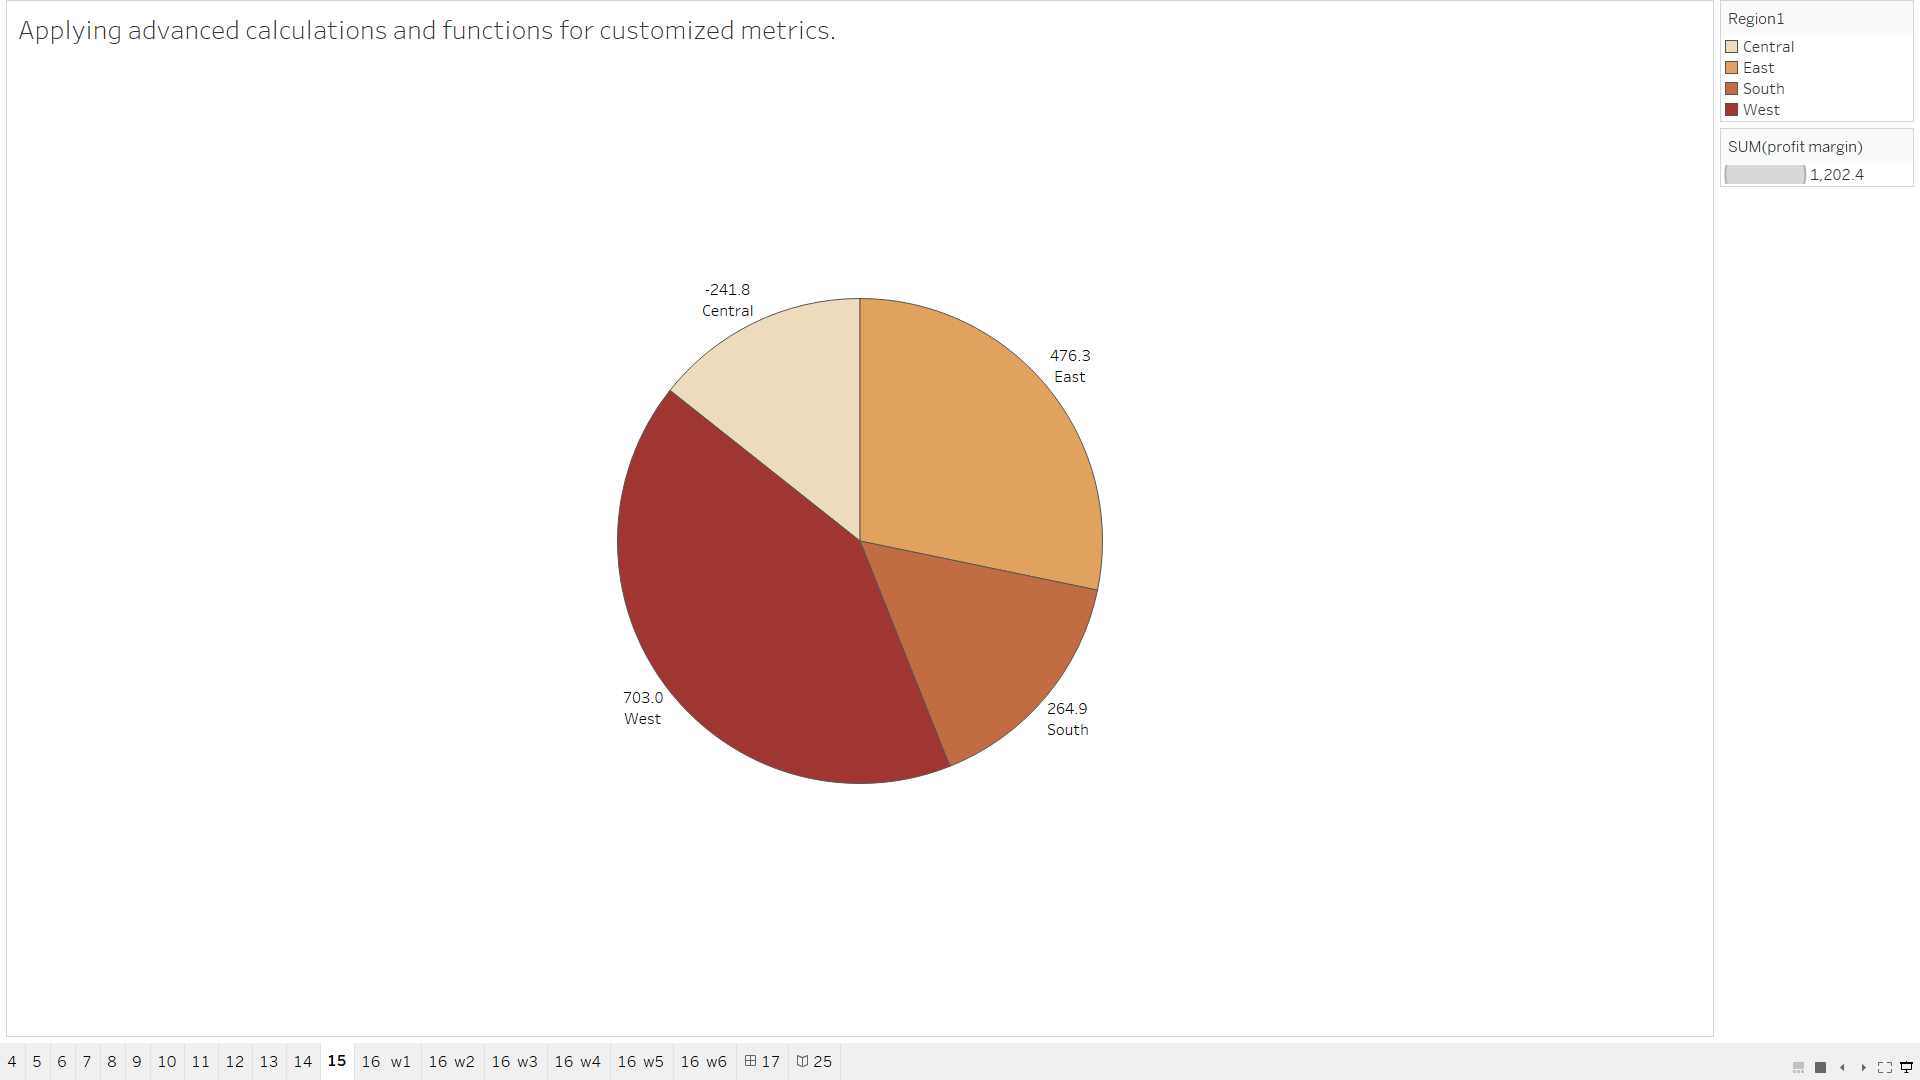 Applying advanced calculations and functions for customized metrics.
Region1
Central
East
South
West
SUM(profit margin)
1,202.4
-241.8
Central
476.3
East
703.0
West
264.9
South
4 5 6 7 8 9 10 11 12 13 14 15 16 w1 16 w2 16 w3 16 w4 16 w5 16 w6 17 25